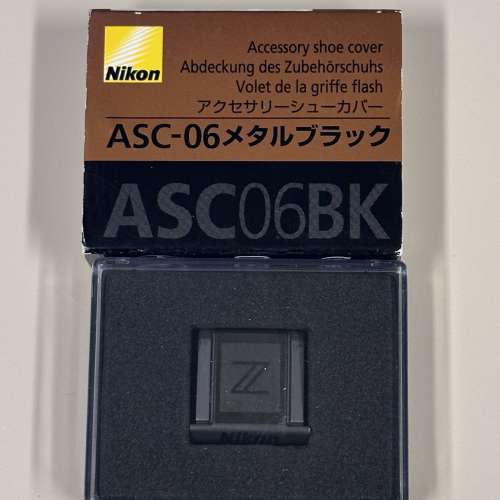 Nikon
Accessory shoe cover
Abdeckung des Zubehörschuhs
Volet de la griffe flash
アクセサリーシューカバー
ASC-06メタルブラック
ASC06BK
Z
Nikon